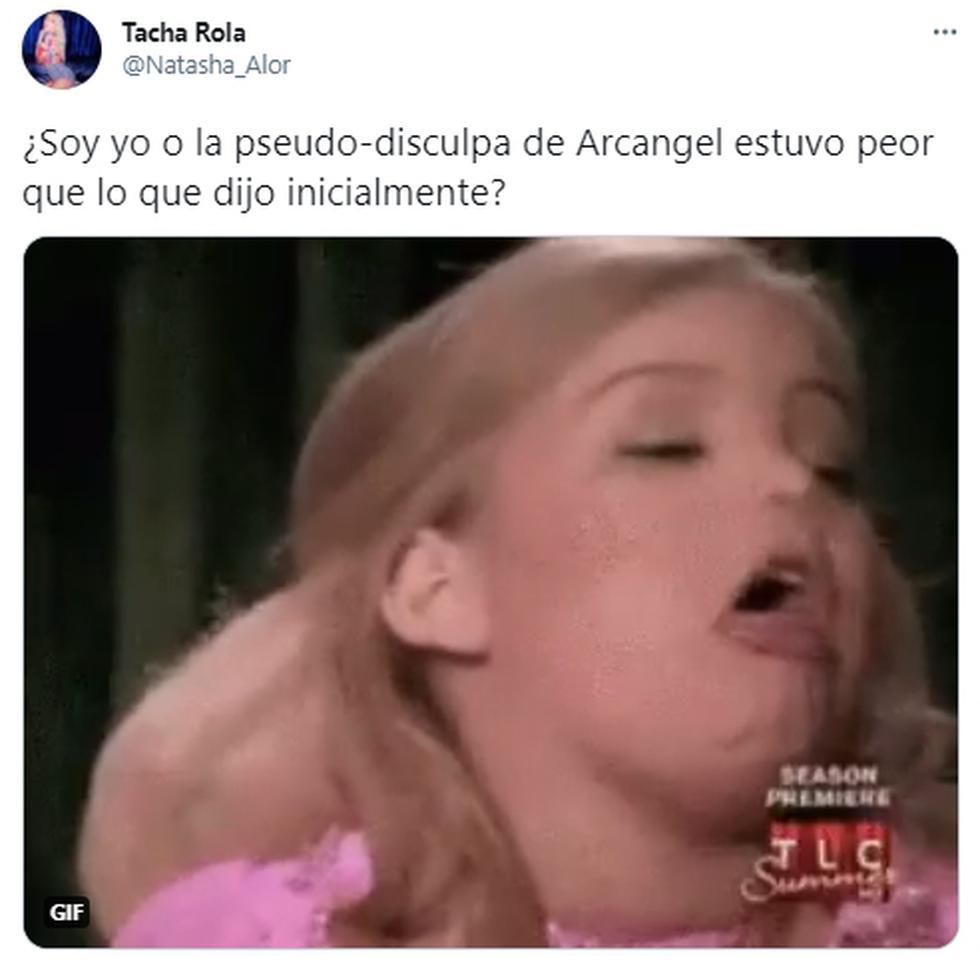 Tacha Rola
@Natasha_Alor
¿Soy yo o la pseudo-disculpa de Arcangel estuvo peor
que lo que dijo inicialmente?
SEASON
PREMIERE
TLC
Summer
GIF